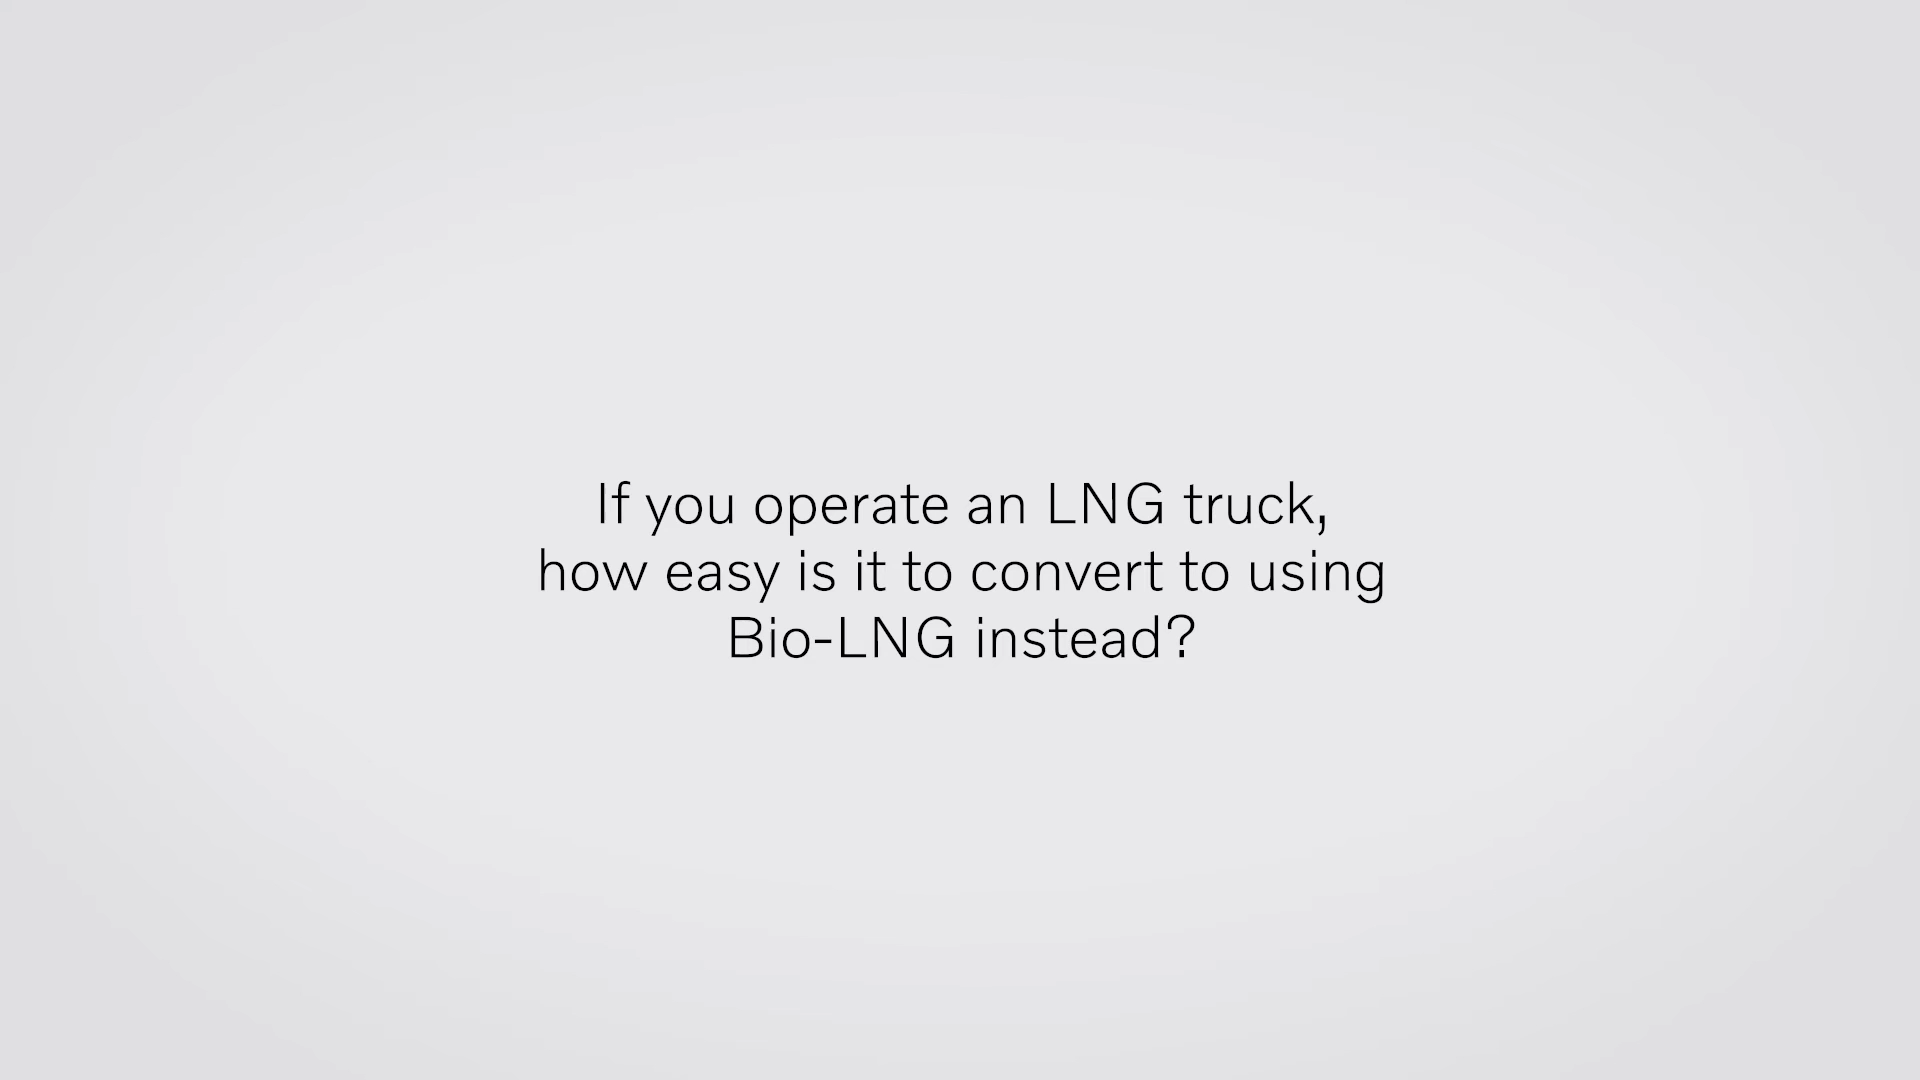 If you operate an LNG truck,
how easy is it to convert to using
Bio-LNG instead?